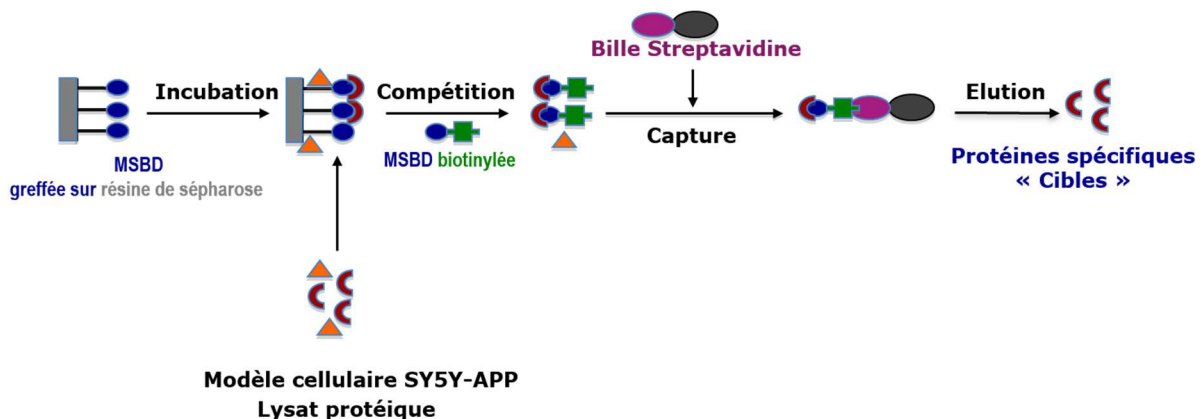 Bille Streptavidine
Incubation
Compétition
Capture
Elution
MSBD
greffée sur résine de sépharose
MSBD biotinylée
Protéines spécifiques
« Cibles »
Modèle cellulaire SY5Y-APP
Lysat protéique